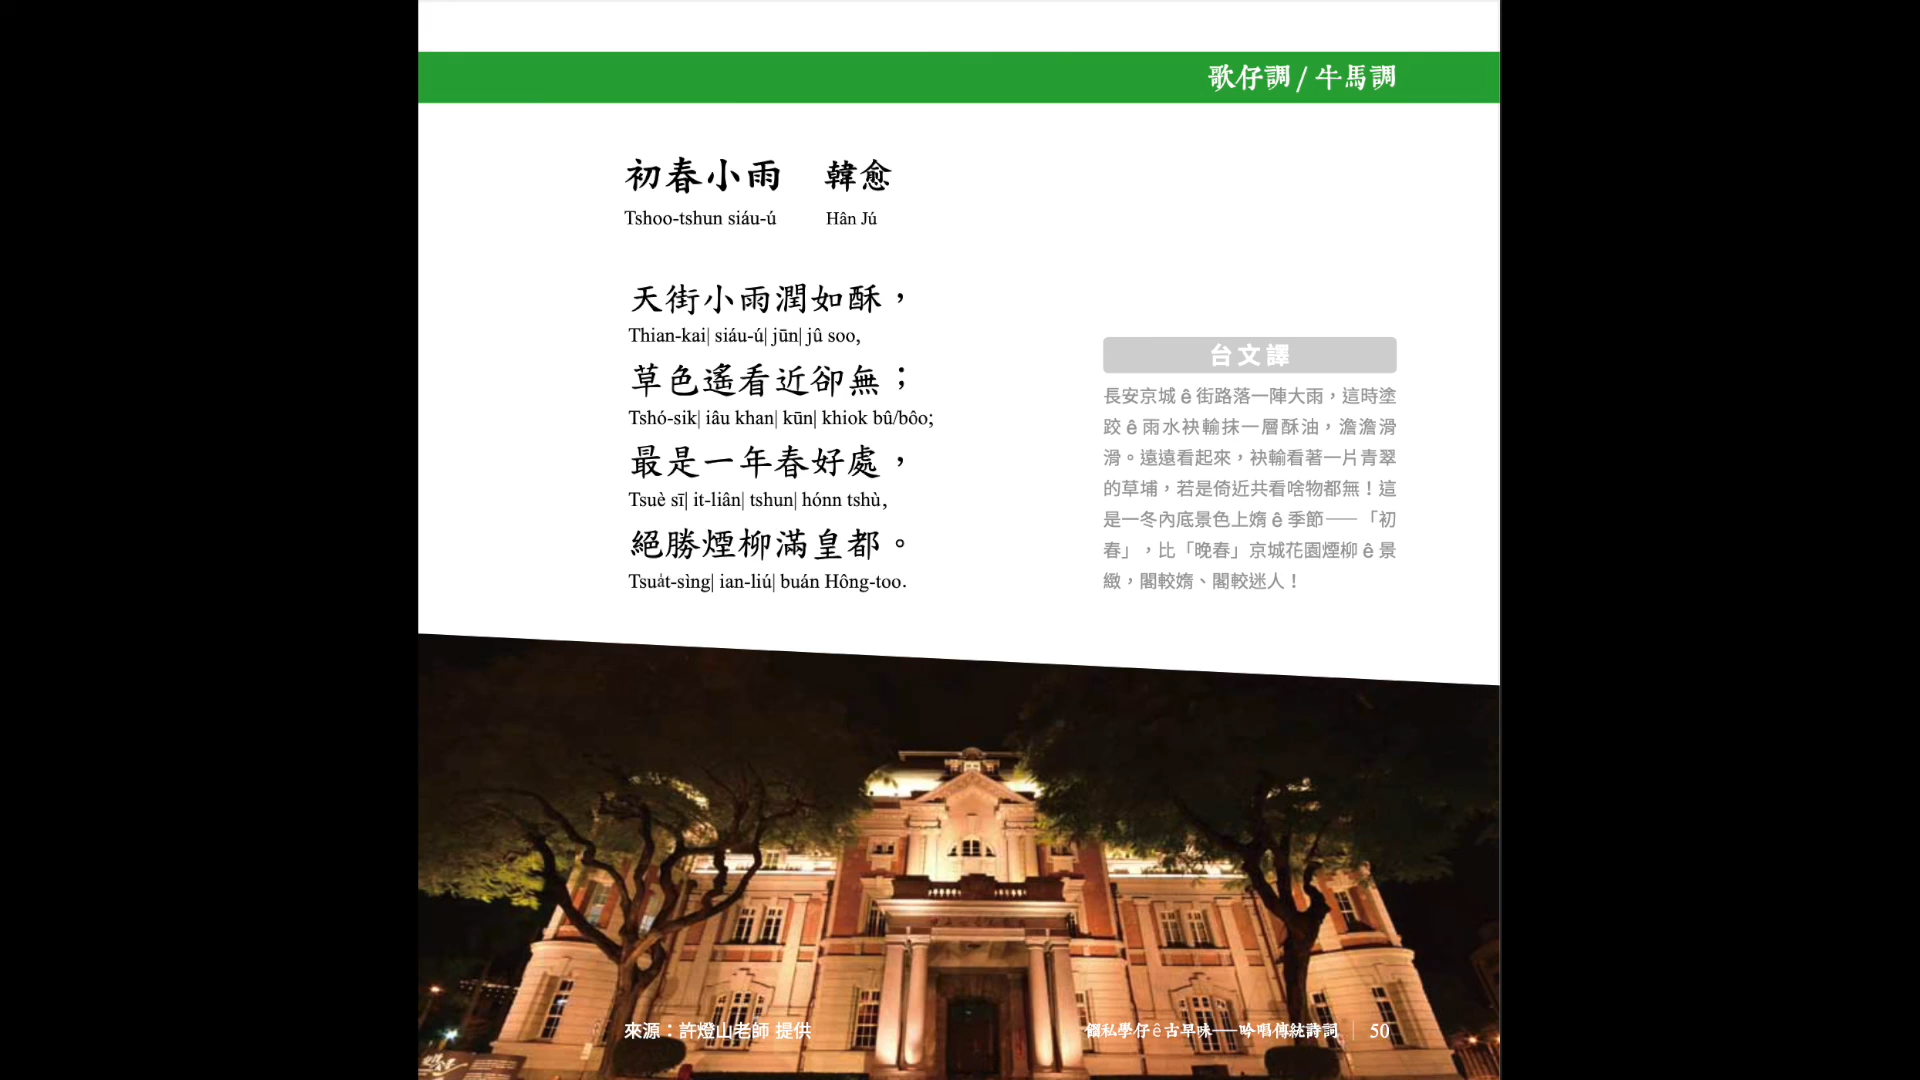 歌仔調 / 牛馬調
初春小雨 韓愈
Tshoo-tshun siáu-ú Hân Jú
天街小雨潤如酥，
Thian-kai| siáu-ú| jūn| jû soo,
草色遙看近卻無；
Tshó-sik| iâu khan| kūn| khiok bû/bôo;
最是一年春好處，
Tsuè sī| it-liân| tshun| hónn tshù,
絕勝煙柳滿皇都。
Tsua̍t-sìng| ian-liú| buán Hông-too.
台文譯
長安京城 ê 街路落一陣大雨，這時塗
跤 ê 雨水袂輸抹一層酥油，澹澹滑
滑。遠遠看起來，袂輸看著一片青翠
的草埔，若是倚近共看啥物都無！這
是一冬內底景色上媠 ê 季節——「初
春」，比「晚春」京城花園煙柳 ê 景
緻，閣較媠、閣較迷人！
來源：許燈山老師 提供
私學仔ê古早味——吟唱傳統詩詞 | 50